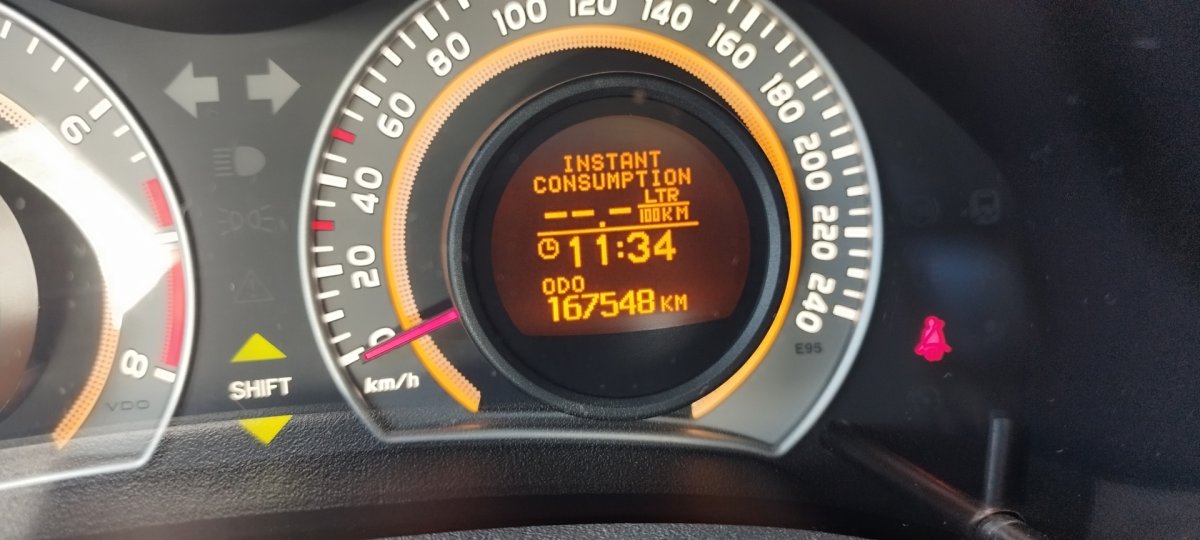 6
8
VDO
SHIFT
0
20
40
60
80
100
120
140
160
180
200
220
240
km/h
E95
INSTANT
CONSUMPTION
--.- LTR
100KM
11:34
ODO
167548 KM